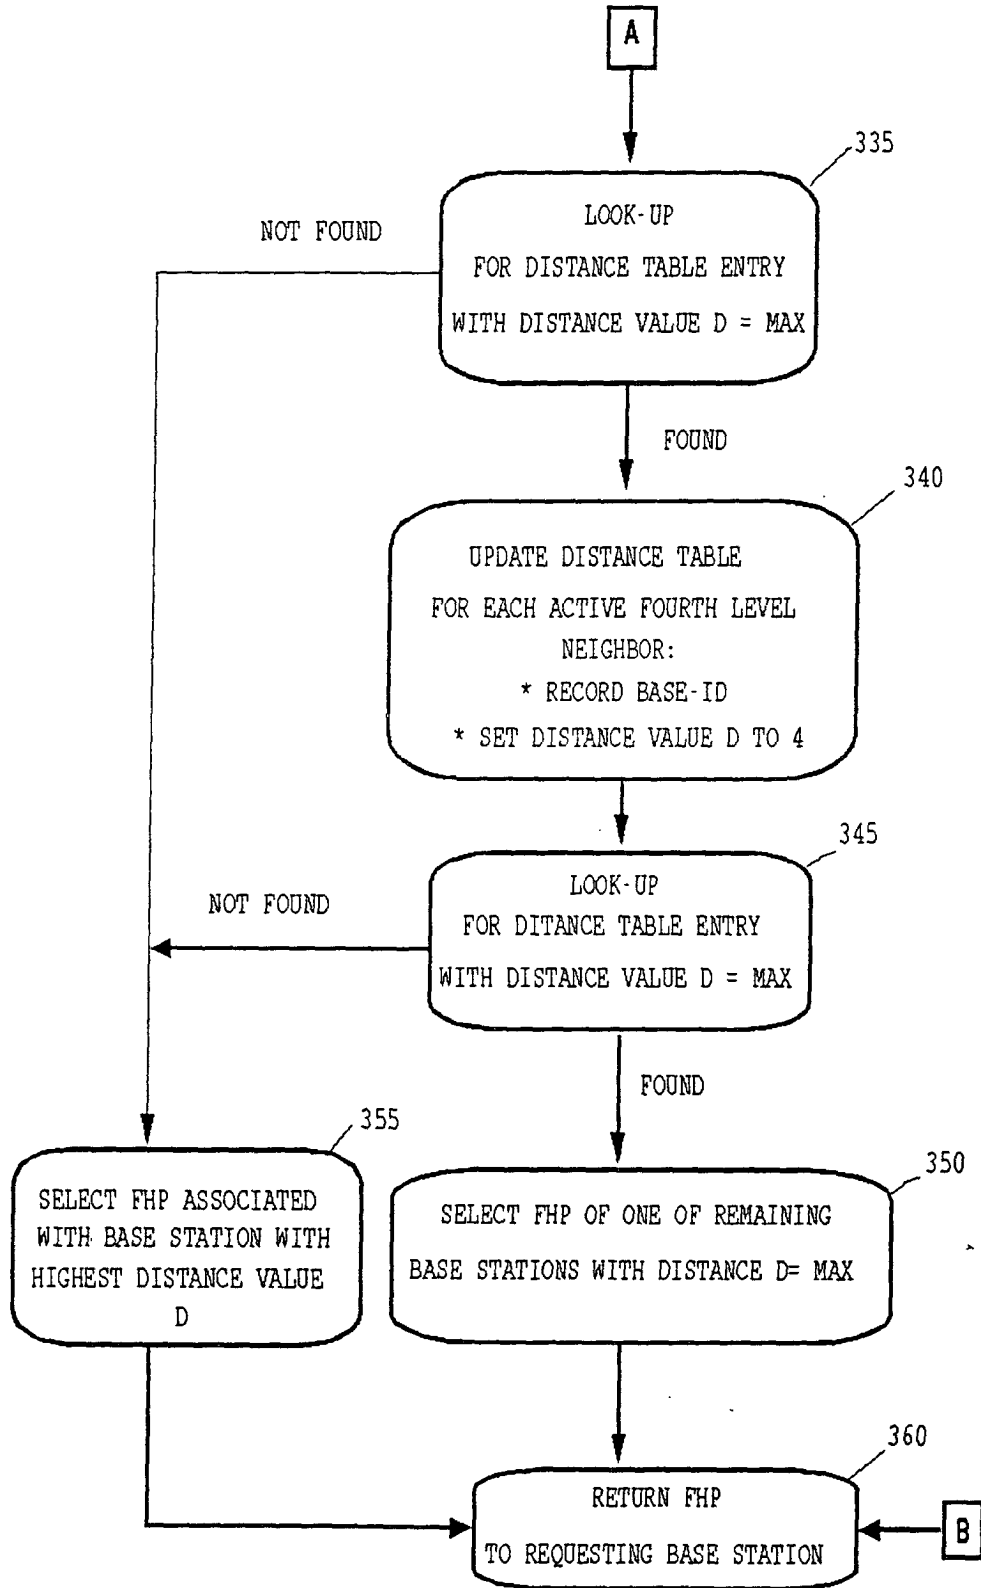 A
335
LOOK-UP
FOR DISTANCE TABLE ENTRY
WITH DISTANCE VALUE D = MAX
NOT FOUND
FOUND
340
UPDATE DISTANCE TABLE
FOR EACH ACTIVE FOURTH LEVEL
NEIGHBOR:
* RECORD BASE-ID
* SET DISTANCE VALUE D TO 4
345
LOOK-UP
FOR DITANCE TABLE ENTRY
WITH DISTANCE VALUE D = MAX
NOT FOUND
FOUND
355
SELECT FHP ASSOCIATED
WITH BASE STATION WITH
HIGHEST DISTANCE VALUE
D
350
SELECT FHP OF ONE OF REMAINING
BASE STATIONS WITH DISTANCE D= MAX
360
RETURN FHP
TO REQUESTING BASE STATION
B